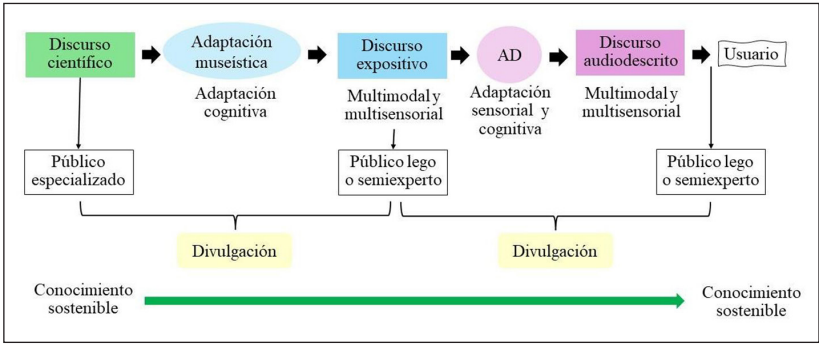 Discurso
científico
Adaptación
museística
Discurso
expositivo
AD
Discurso
audiodescrito
Usuario
Adaptación
cognitiva
Multimodal y
multisensorial
Adaptación
sensorial y
cognitiva
Multimodal y
multisensorial
Público
especializado
Público lego
o semiexperto
Público lego
o semiexperto
Divulgación
Divulgación
Conocimiento
sostenible
Conocimiento
sostenible